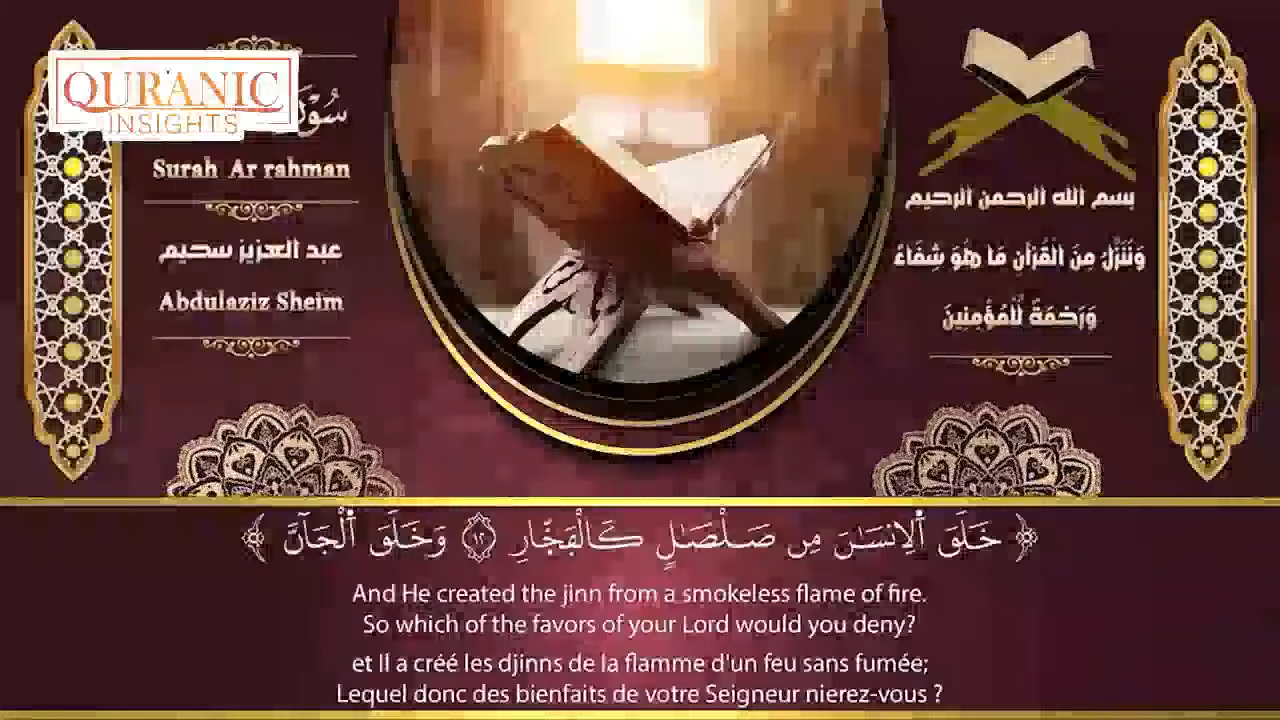 QURANIC
INSIGHTS
Surah Ar rahman
عبد العزيز سحيم
Abdulaziz Sheim
بسم الله الرحمن الرحيم
وَنُنَزِّلُ مِنَ الْقُرْآنِ مَا هُوَ شِفَاءٌ
وَرَحْمَةٌ لِّلْمُؤْمِنِينَ
﴿ خَلَقَ ٱلْإِنسَـٰنَ مِن صَلْصَـٰلٍ كَٱلْفَخَّارِ ١٤ وَخَلَقَ ٱلْجَآنَّ ﴾
And He created the jinn from a smokeless flame of fire.
So which of the favors of your Lord would you deny?
et Il a créé les djinns de la flamme d'un feu sans fumée;
Lequel donc des bienfaits de votre Seigneur nierez-vous ?